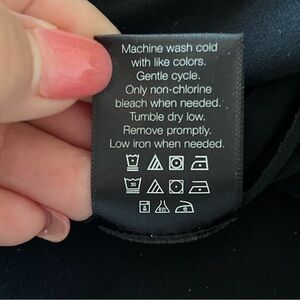 Machine wash cold
with like colors.
Gentle cycle.
Only non-chlorine
bleach when needed.
Tumble dry low.
Remove promptly.
Low iron when needed.
30